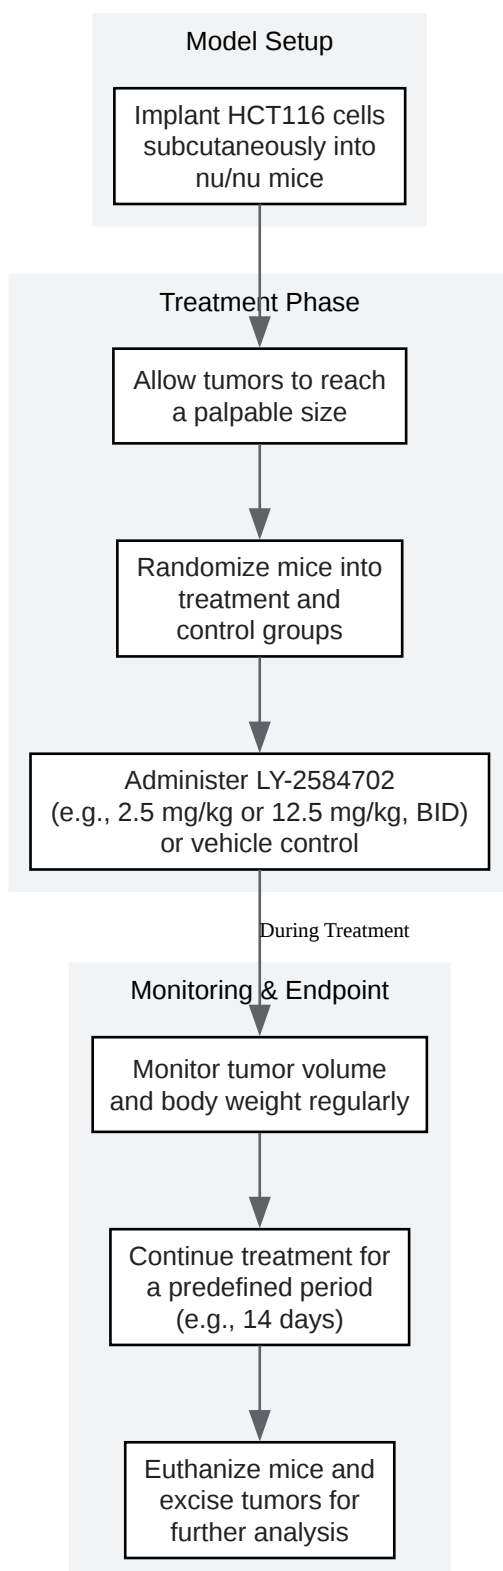 Model Setup
Implant HCT116 cells
subcutaneously into
nu/nu mice
Treatment Phase
Allow tumors to reach
a palpable size
Randomize mice into
treatment and
control groups
Administer LY-2584702
(e.g., 2.5 mg/kg or 12.5 mg/kg, BID)
or vehicle control
During Treatment
Monitoring & Endpoint
Monitor tumor volume
and body weight regularly
Continue treatment for
a predefined period
(e.g., 14 days)
Euthanize mice and
excise tumors for
further analysis